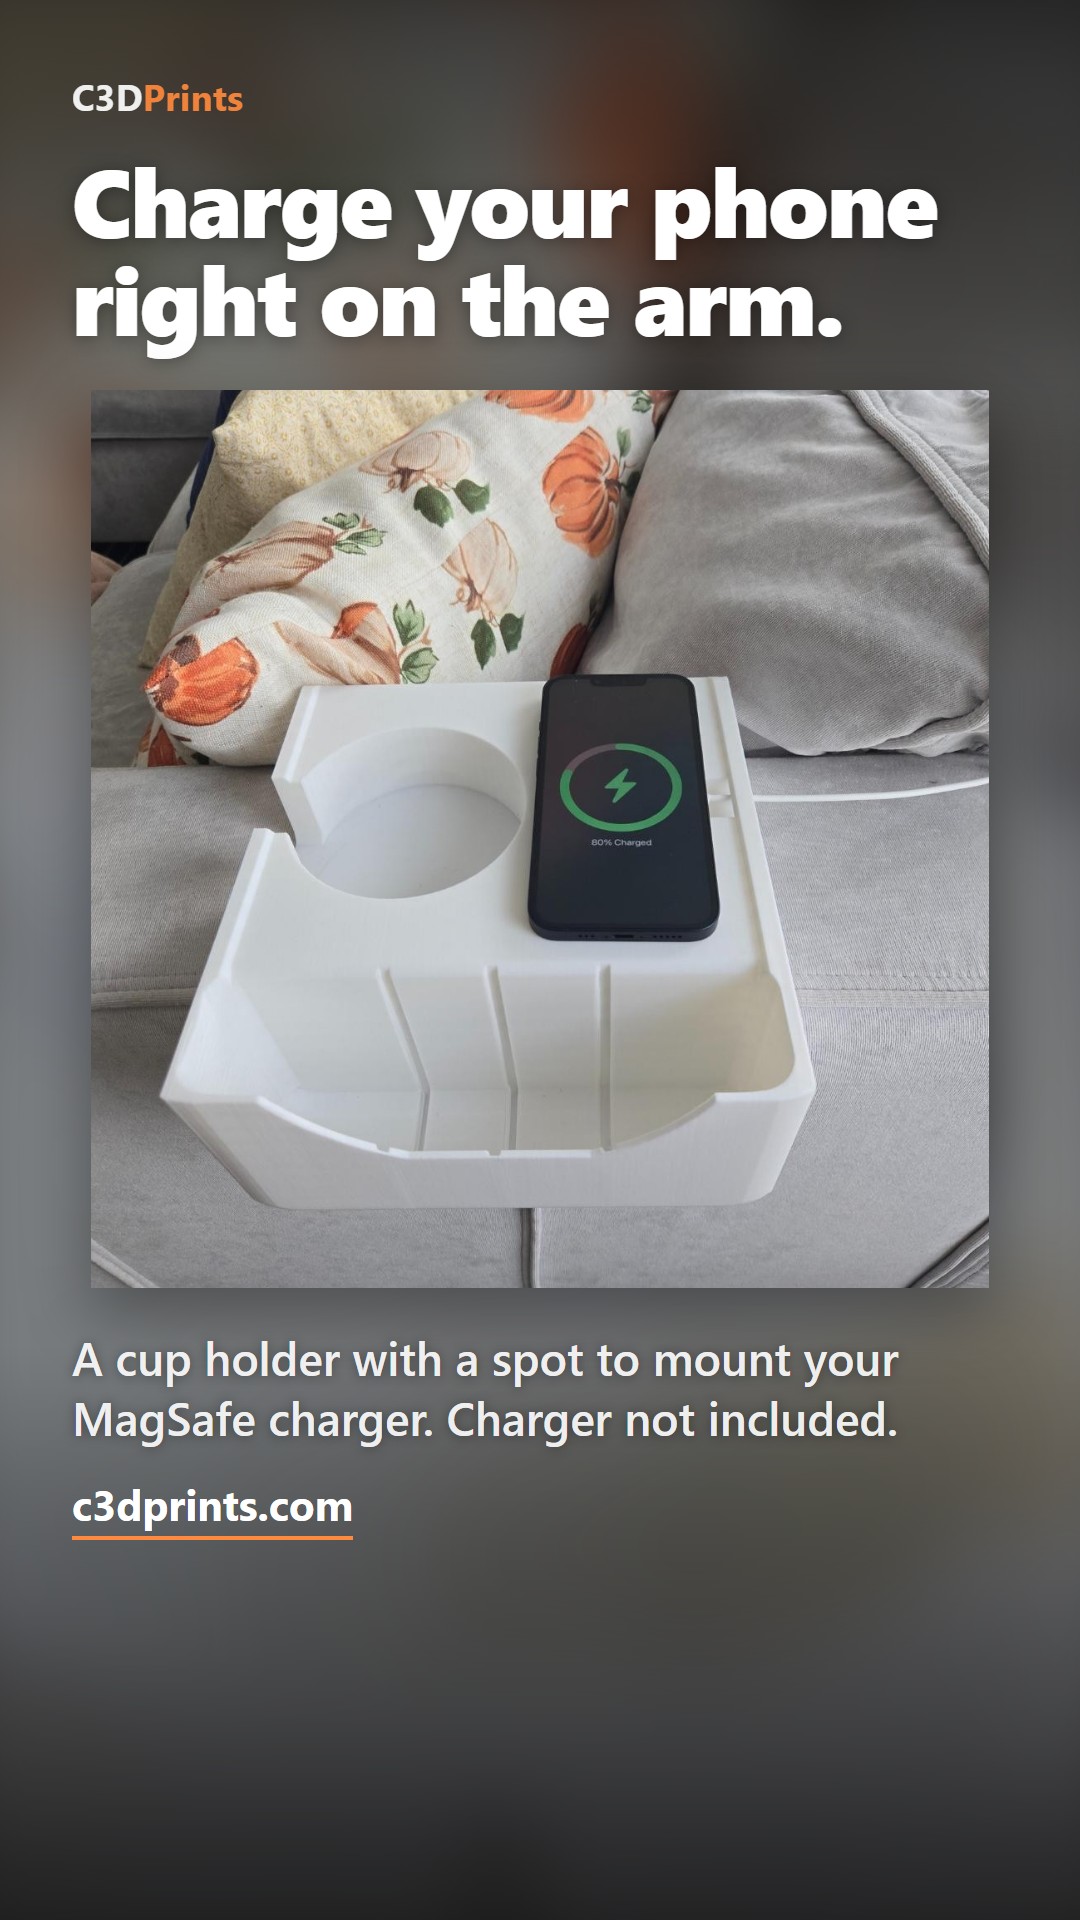 C3DPrints
Charge your phone
right on the arm.
80% Charged
A cup holder with a spot to mount your
MagSafe charger. Charger not included.
c3dprints.com